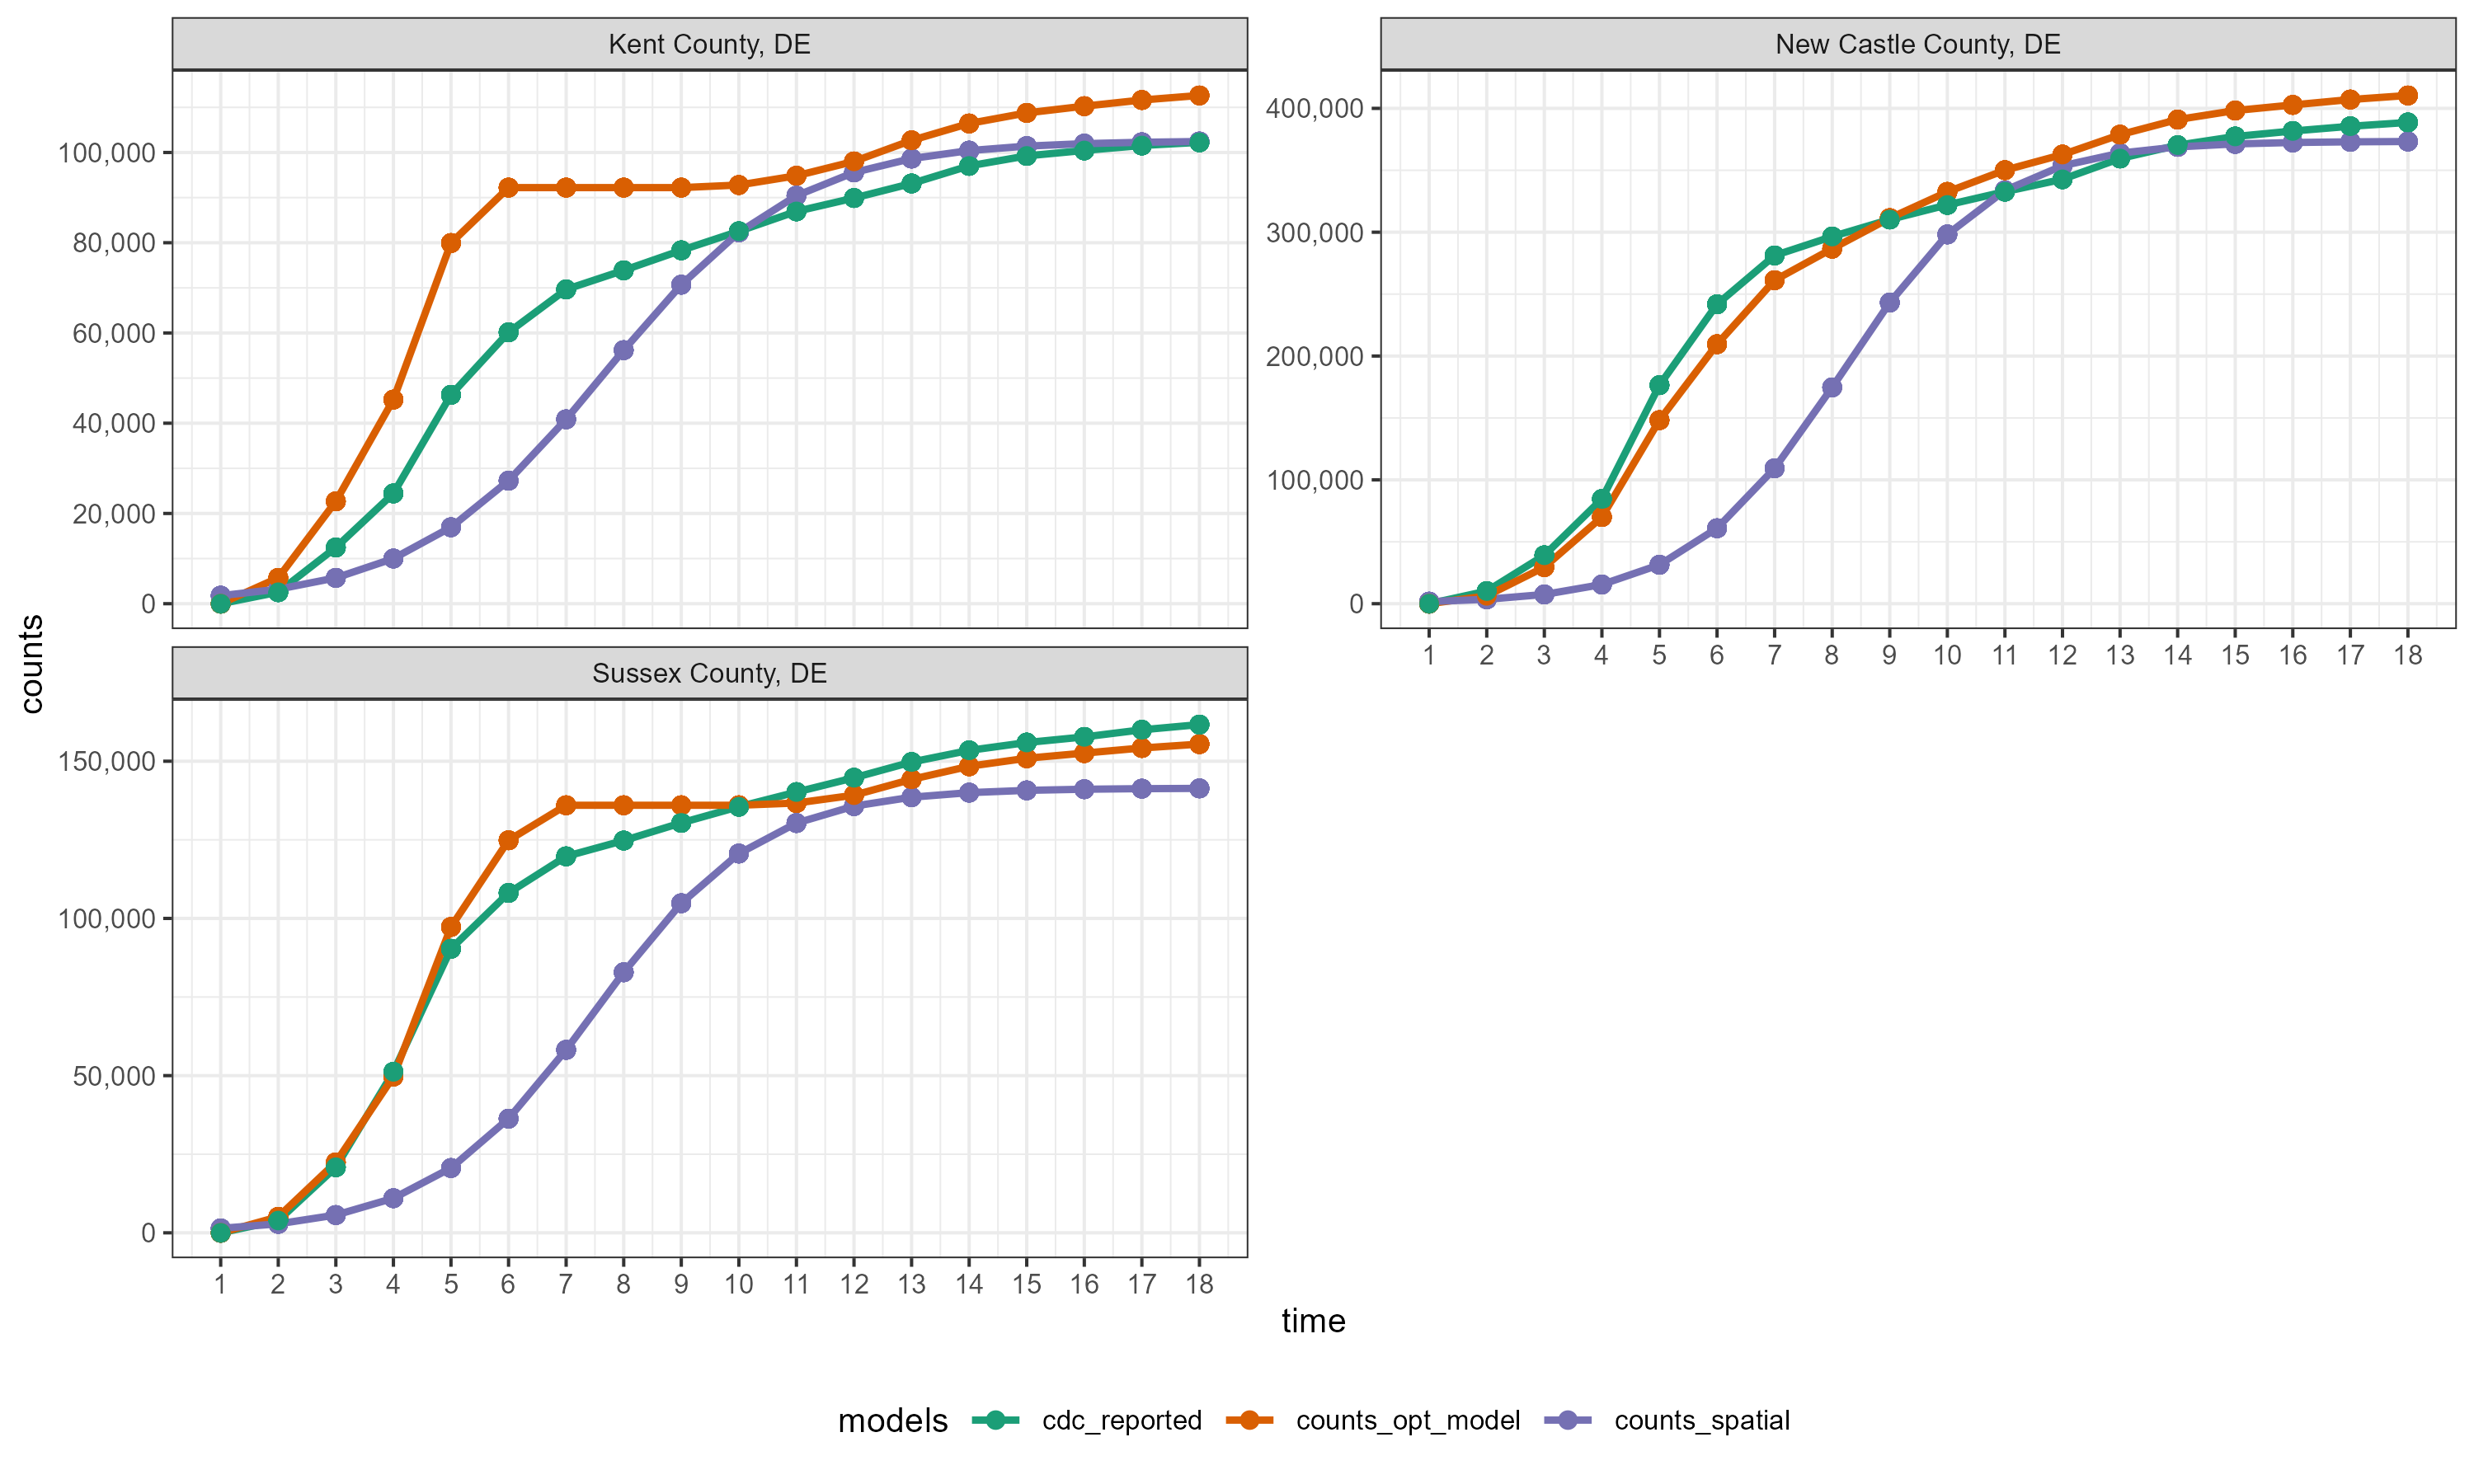 Kent County, DE
New Castle County, DE
100,000
80,000
60,000
40,000
20,000
0
400,000
300,000
200,000
100,000
0
1 2 3 4 5 6 7 8 9 10 11 12 13 14 15 16 17 18
counts
Sussex County, DE
150,000
100,000
50,000
0
1 2 3 4 5 6 7 8 9 10 11 12 13 14 15 16 17 18
time
models cdc_reported counts_opt_model counts_spatial